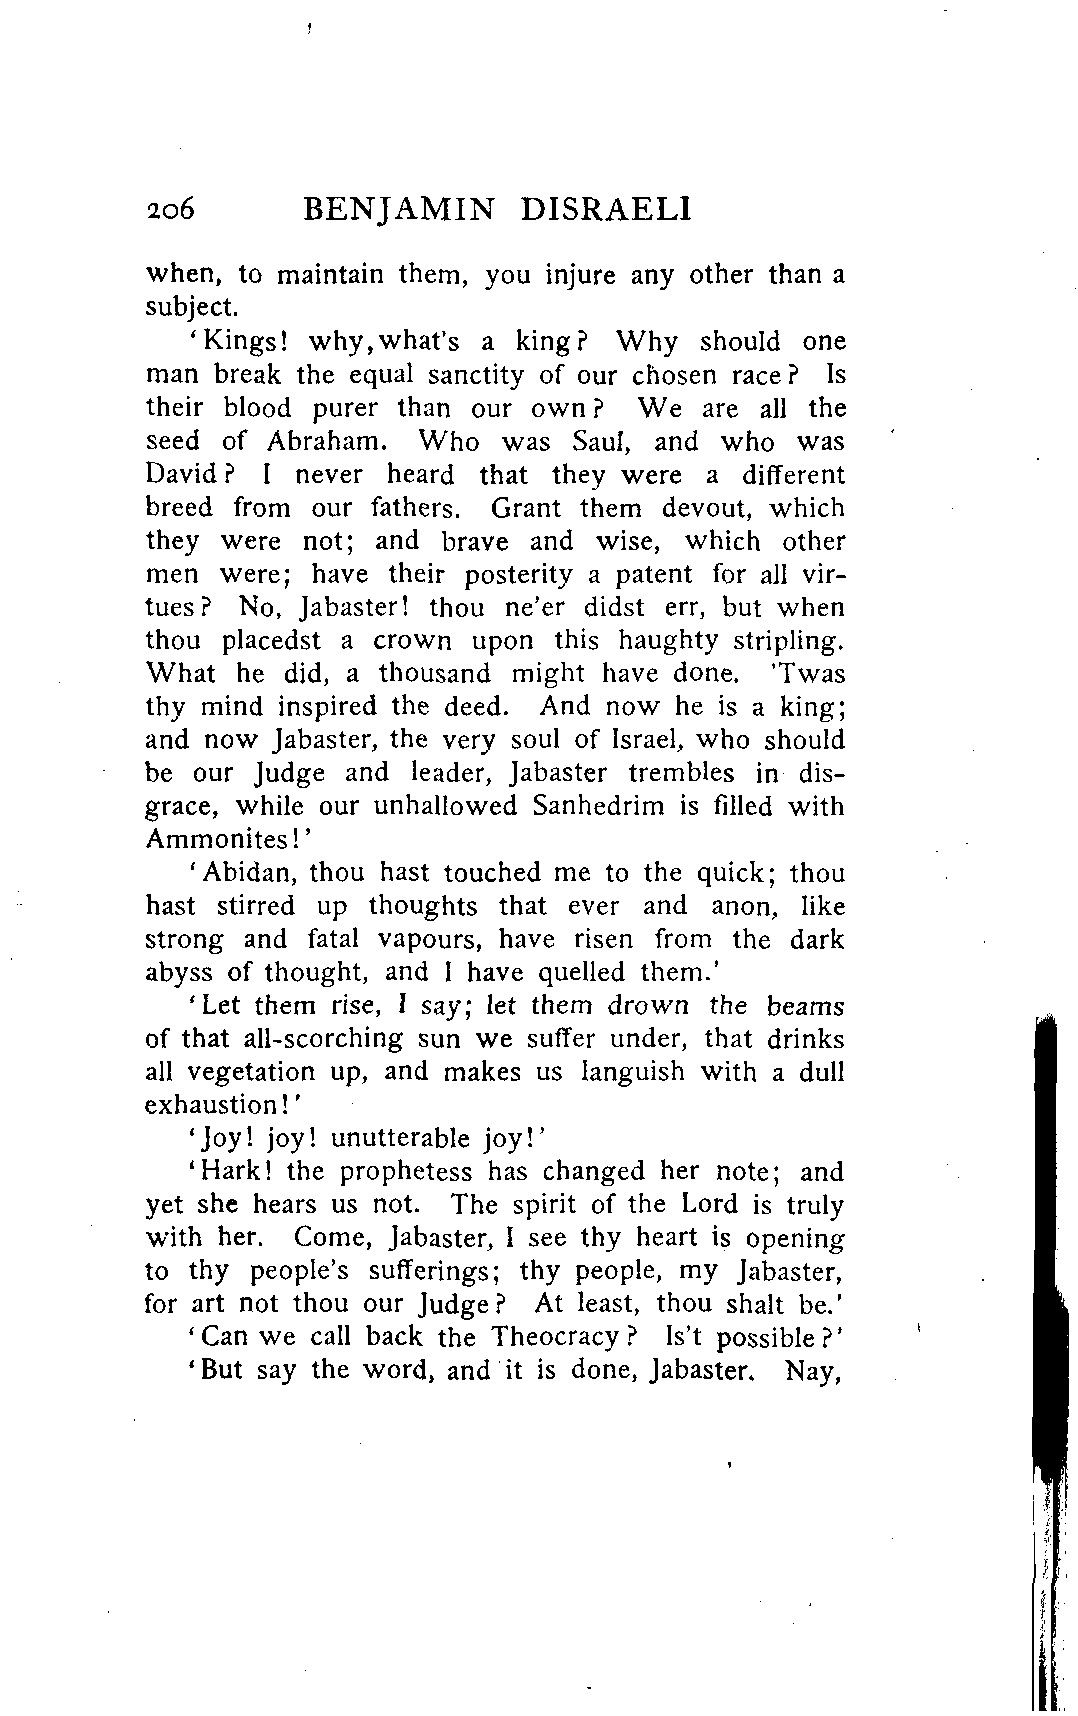 206 BENJAMIN DISRAELI
when, to maintain them, you injure any other than a
subject.
‘Kings! why, what's a king? Why should one
man break the equal sanctity of our chosen race? Is
their blood purer than our own? We are all the
seed of Abraham. Who was Saul, and who was
David? I never heard that they were a different
breed from our fathers. Grant them devout, which
they were not; and brave and wise, which other
men were; have their posterity a patent for all vir-
tues? No, Jabaster! thou ne'er didst err, but when
thou placedst a crown upon this haughty stripling.
What he did, a thousand might have done. 'Twas
thy mind inspired the deed. And now he is a king;
and now Jabaster, the very soul of Israel, who should
be our Judge and leader, Jabaster trembles in dis-
grace, while our unhallowed Sanhedrim is filled with
Ammonites!’
‘Abidan, thou hast touched me to the quick; thou
hast stirred up thoughts that ever and anon, like
strong and fatal vapours, have risen from the dark
abyss of thought, and I have quelled them.’
‘Let them rise, I say; let them drown the beams
of that all-scorching sun we suffer under, that drinks
all vegetation up, and makes us languish with a dull
exhaustion!’
‘Joy! joy! unutterable joy!’
‘Hark! the prophetess has changed her note; and
yet she hears us not. The spirit of the Lord is truly
with her. Come, Jabaster, I see thy heart is opening
to thy people's sufferings; thy people, my Jabaster,
for art not thou our Judge? At least, thou shalt be.’
‘Can we call back the Theocracy? Is't possible?’
‘But say the word, and it is done, Jabaster. Nay,